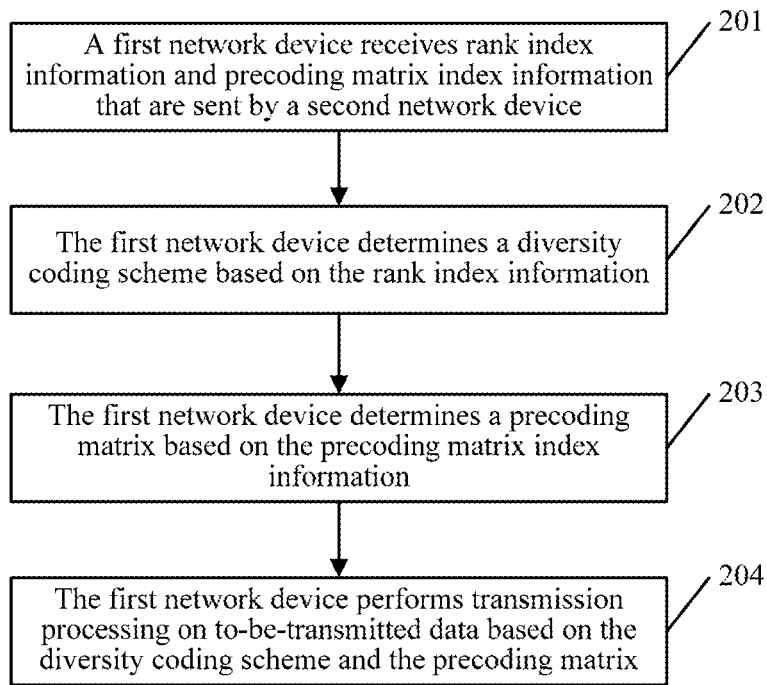 201
A first network device receives rank index
information and precoding matrix index information
that are sent by a second network device
202
The first network device determines a diversity
coding scheme based on the rank index information
203
The first network device determines a precoding
matrix based on the precoding matrix index
information
204
The first network device performs transmission
processing on to-be-transmitted data based on the
diversity coding scheme and the precoding matrix